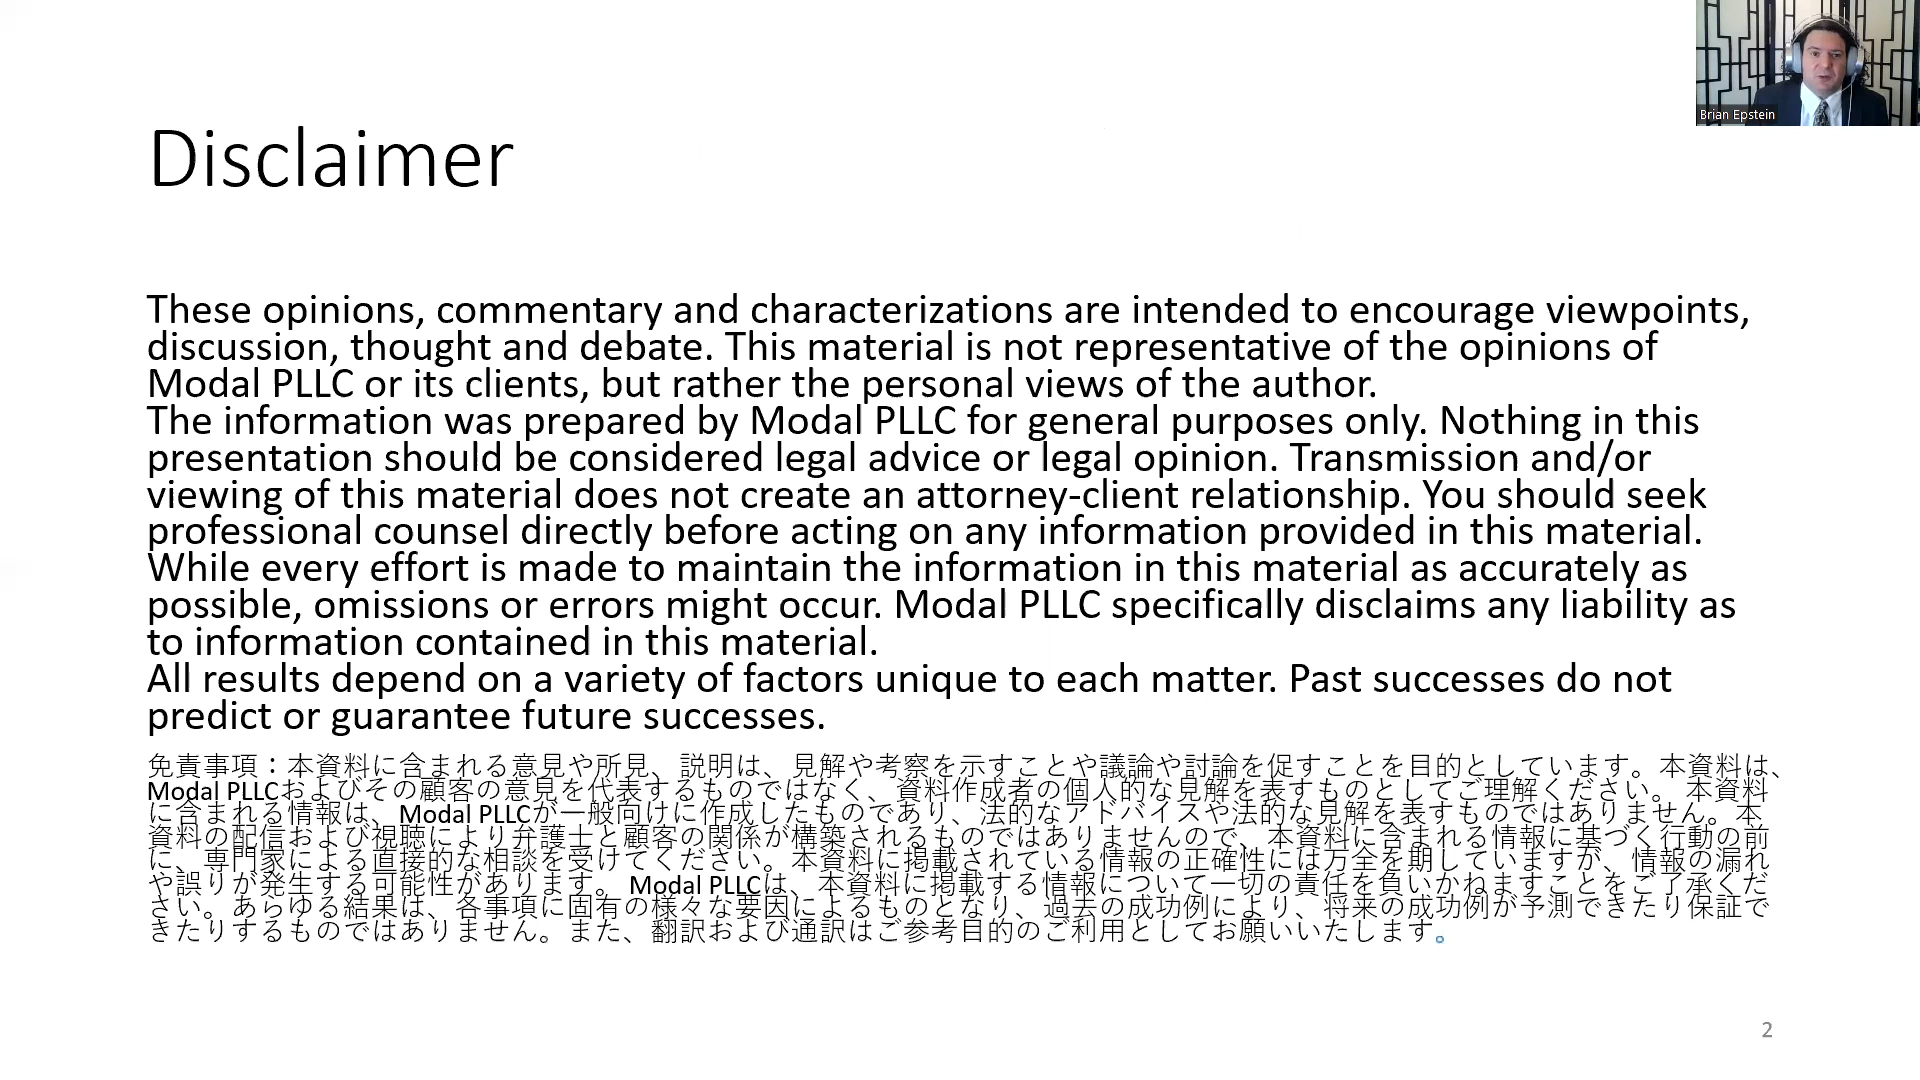 Brian Epstein
Disclaimer
These opinions, commentary and characterizations are intended to encourage viewpoints,
discussion, thought and debate. This material is not representative of the opinions of
Modal PLLC or its clients, but rather the personal views of the author.
The information was prepared by Modal PLLC for general purposes only. Nothing in this
presentation should be considered legal advice or legal opinion. Transmission and/or
viewing of this material does not create an attorney-client relationship. You should seek
professional counsel directly before acting on any information provided in this material.
While every effort is made to maintain the information in this material as accurately as
possible, omissions or errors might occur. Modal PLLC specifically disclaims any liability as
to information contained in this material.
All results depend on a variety of factors unique to each matter. Past successes do not
predict or guarantee future successes.
免責事項：本資料に含まれる意見や所見、説明は、見解や考察を示すことや議論や討論を促すことを目的としています。本資料は、
Modal PLLCおよびその顧客の意見を代表するものではなく、資料作成者の個人的な見解を表すものとしてご理解ください。 本資料
に含まれる情報は、Modal PLLCが一般向けに作成したものであり、法的なアドバイスや法的な見解を表すものではありません。本
資料の配信および視聴により弁護士と顧客の関係が構築されるものではありませんので、本資料に含まれる情報に基づく行動の前
に、専門家による直接的な相談を受けてください。本資料に掲載されている情報の正確性には万全を期していますが、情報の漏れ
や誤りが発生する可能性があります。 Modal PLLCは、本資料に掲載する情報について一切の責任を負いかねますことをご了承くだ
さい。あらゆる結果は、各事項に固有の様々な要因によるものとなり、過去の成功例により、将来の成功例が予測できたり保証で
きたりするものではありません。また、翻訳および通訳はご参考目的のご利用としてお願いいたします。
2